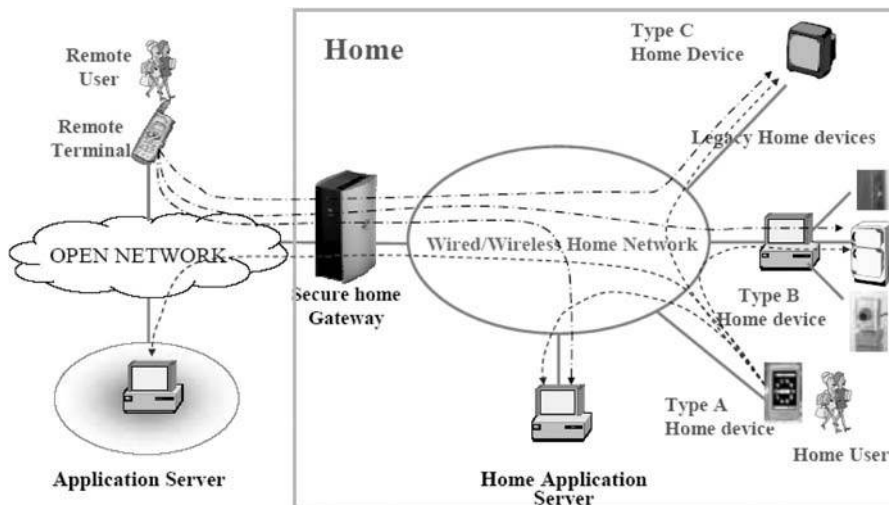 Remote
User
Remote
Terminal
Home
Type C
Home Device
Legacy Home devices
OPEN NETWORK
Wired/Wireless Home Network
Secure home
Gateway
Type B
Home device
Type A
Home device
Home User
Application Server
Home Application
Server